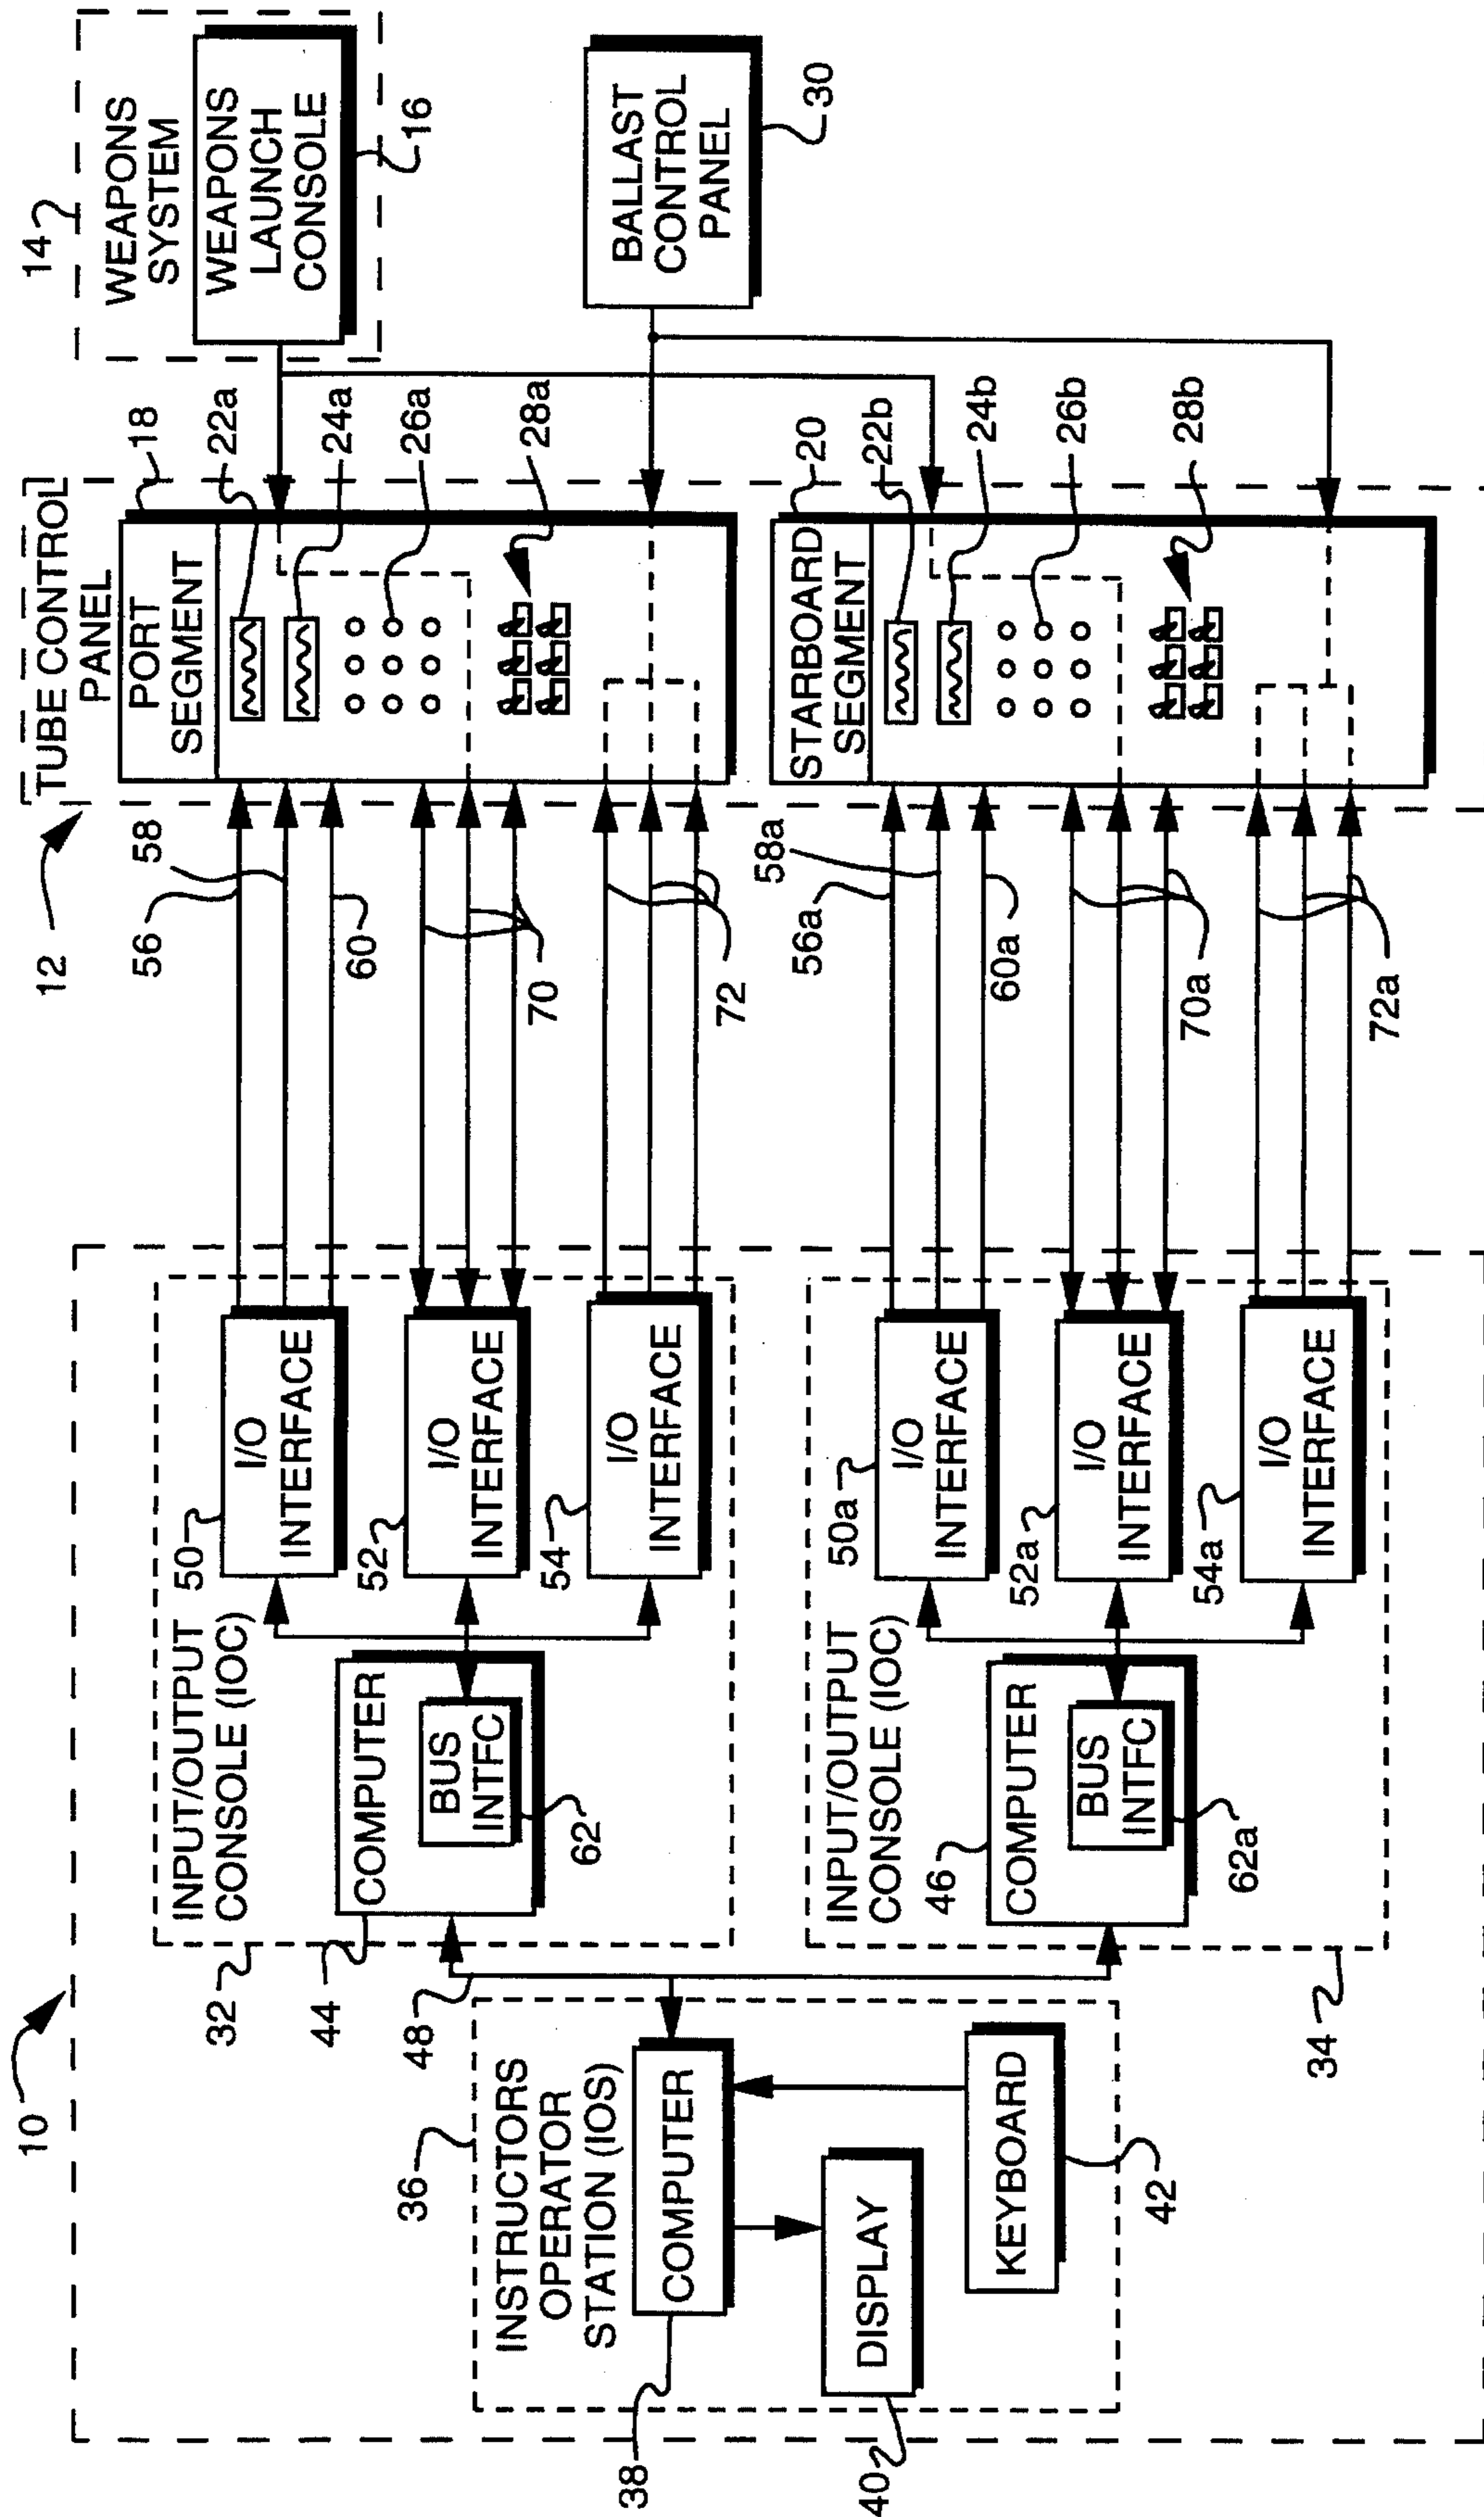 10
INSTRUCTORS
OPERATOR
STATION (IOS)
36
COMPUTER
38
DISPLAY
40
KEYBOARD
42
48
INPUT/OUTPUT
CONSOLE (IOC)
32
COMPUTER
44
BUS
INTFC
62
50
I/O
INTERFACE
52
I/O
INTERFACE
54
I/O
INTERFACE
INPUT/OUTPUT
CONSOLE (IOC)
34
COMPUTER
46
BUS
INTFC
62a
50a
I/O
INTERFACE
52a
I/O
INTERFACE
54a
I/O
INTERFACE
12
56
58
60
70
72
56a
58a
60a
70a
72a
TUBE CONTROL
PANEL
PORT
SEGMENT
18
22a
24a
26a
28a
STARBOARD
SEGMENT
20
22b
24b
26b
28b
14
WEAPONS
SYSTEM
WEAPONS
LAUNCH
CONSOLE
16
BALLAST
CONTROL
PANEL
30